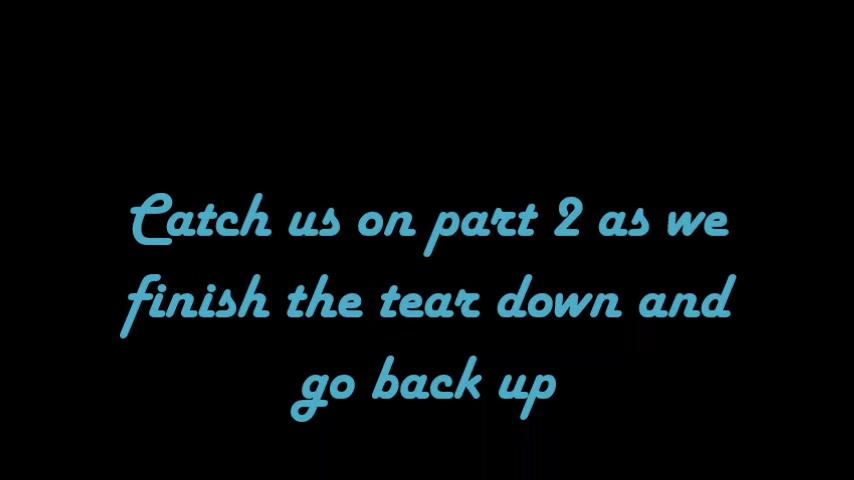 Catch us on part 2 as we
finish the tear down and
go back up